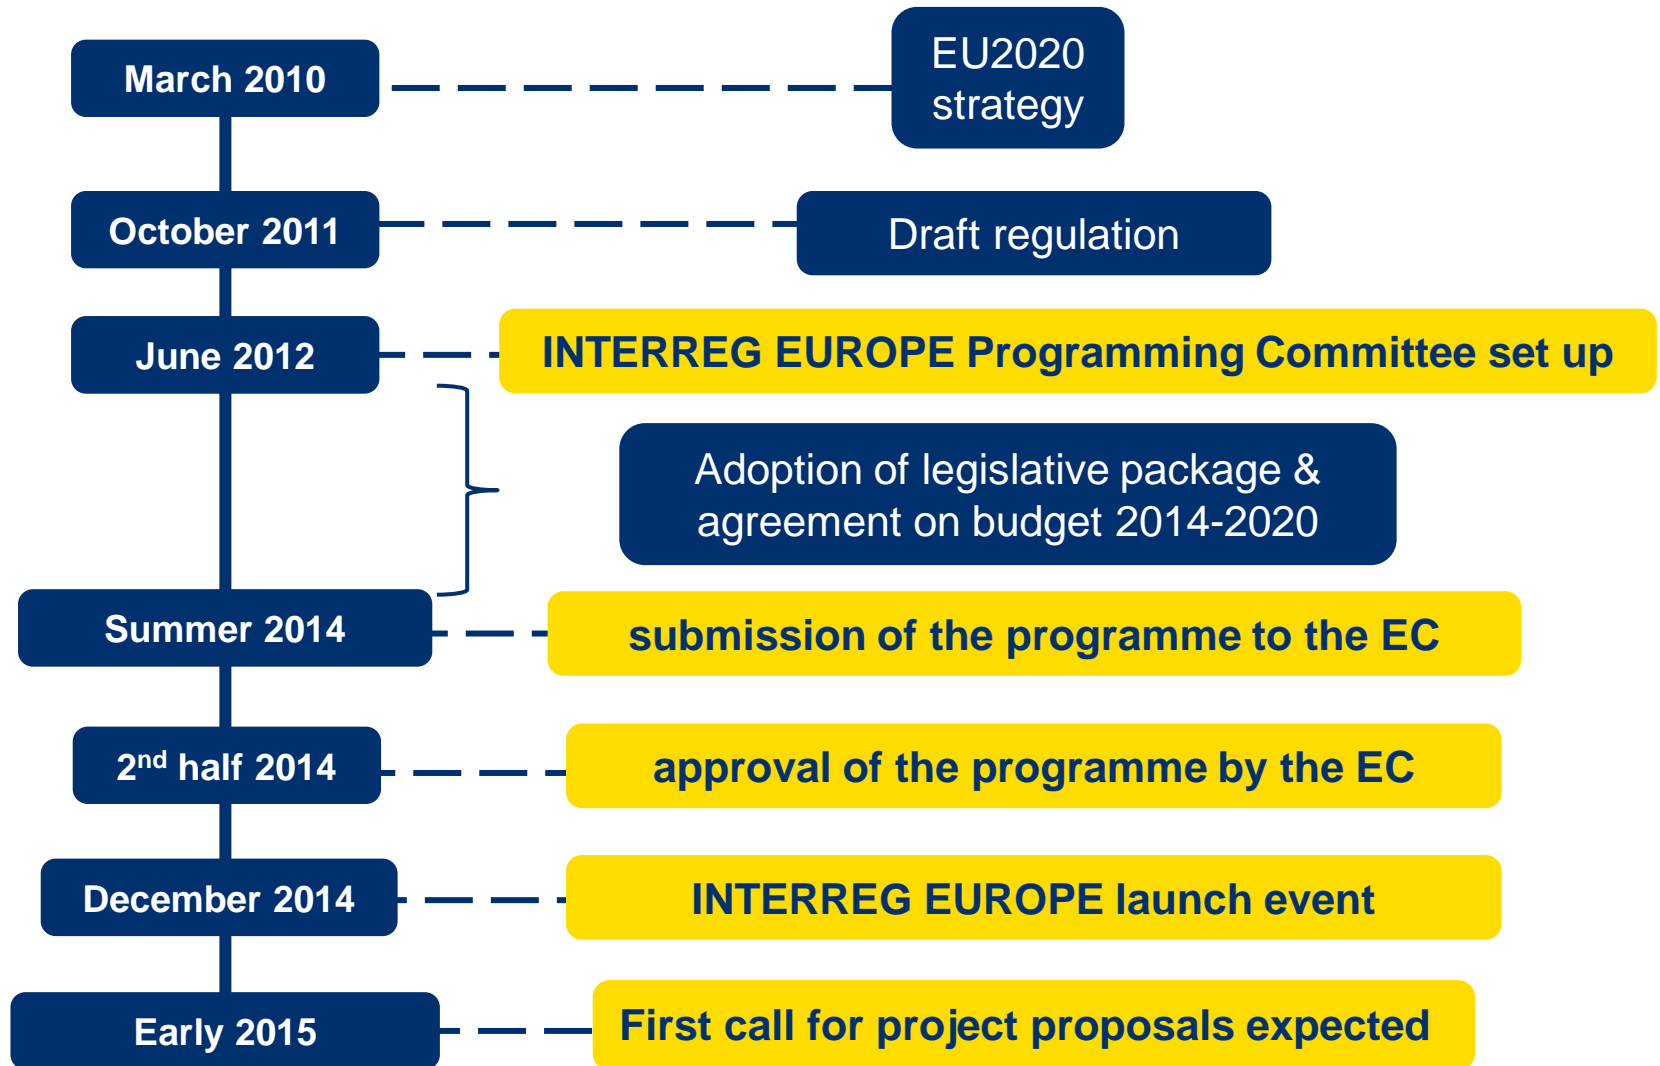 March 2010
EU2020
strategy
October 2011
Draft regulation
June 2012
INTERREG EUROPE Programming Committee set up
Adoption of legislative package &
agreement on budget 2014-2020
Summer 2014
submission of the programme to the EC
2nd half 2014
approval of the programme by the EC
December 2014
INTERREG EUROPE launch event
Early 2015
First call for project proposals expected